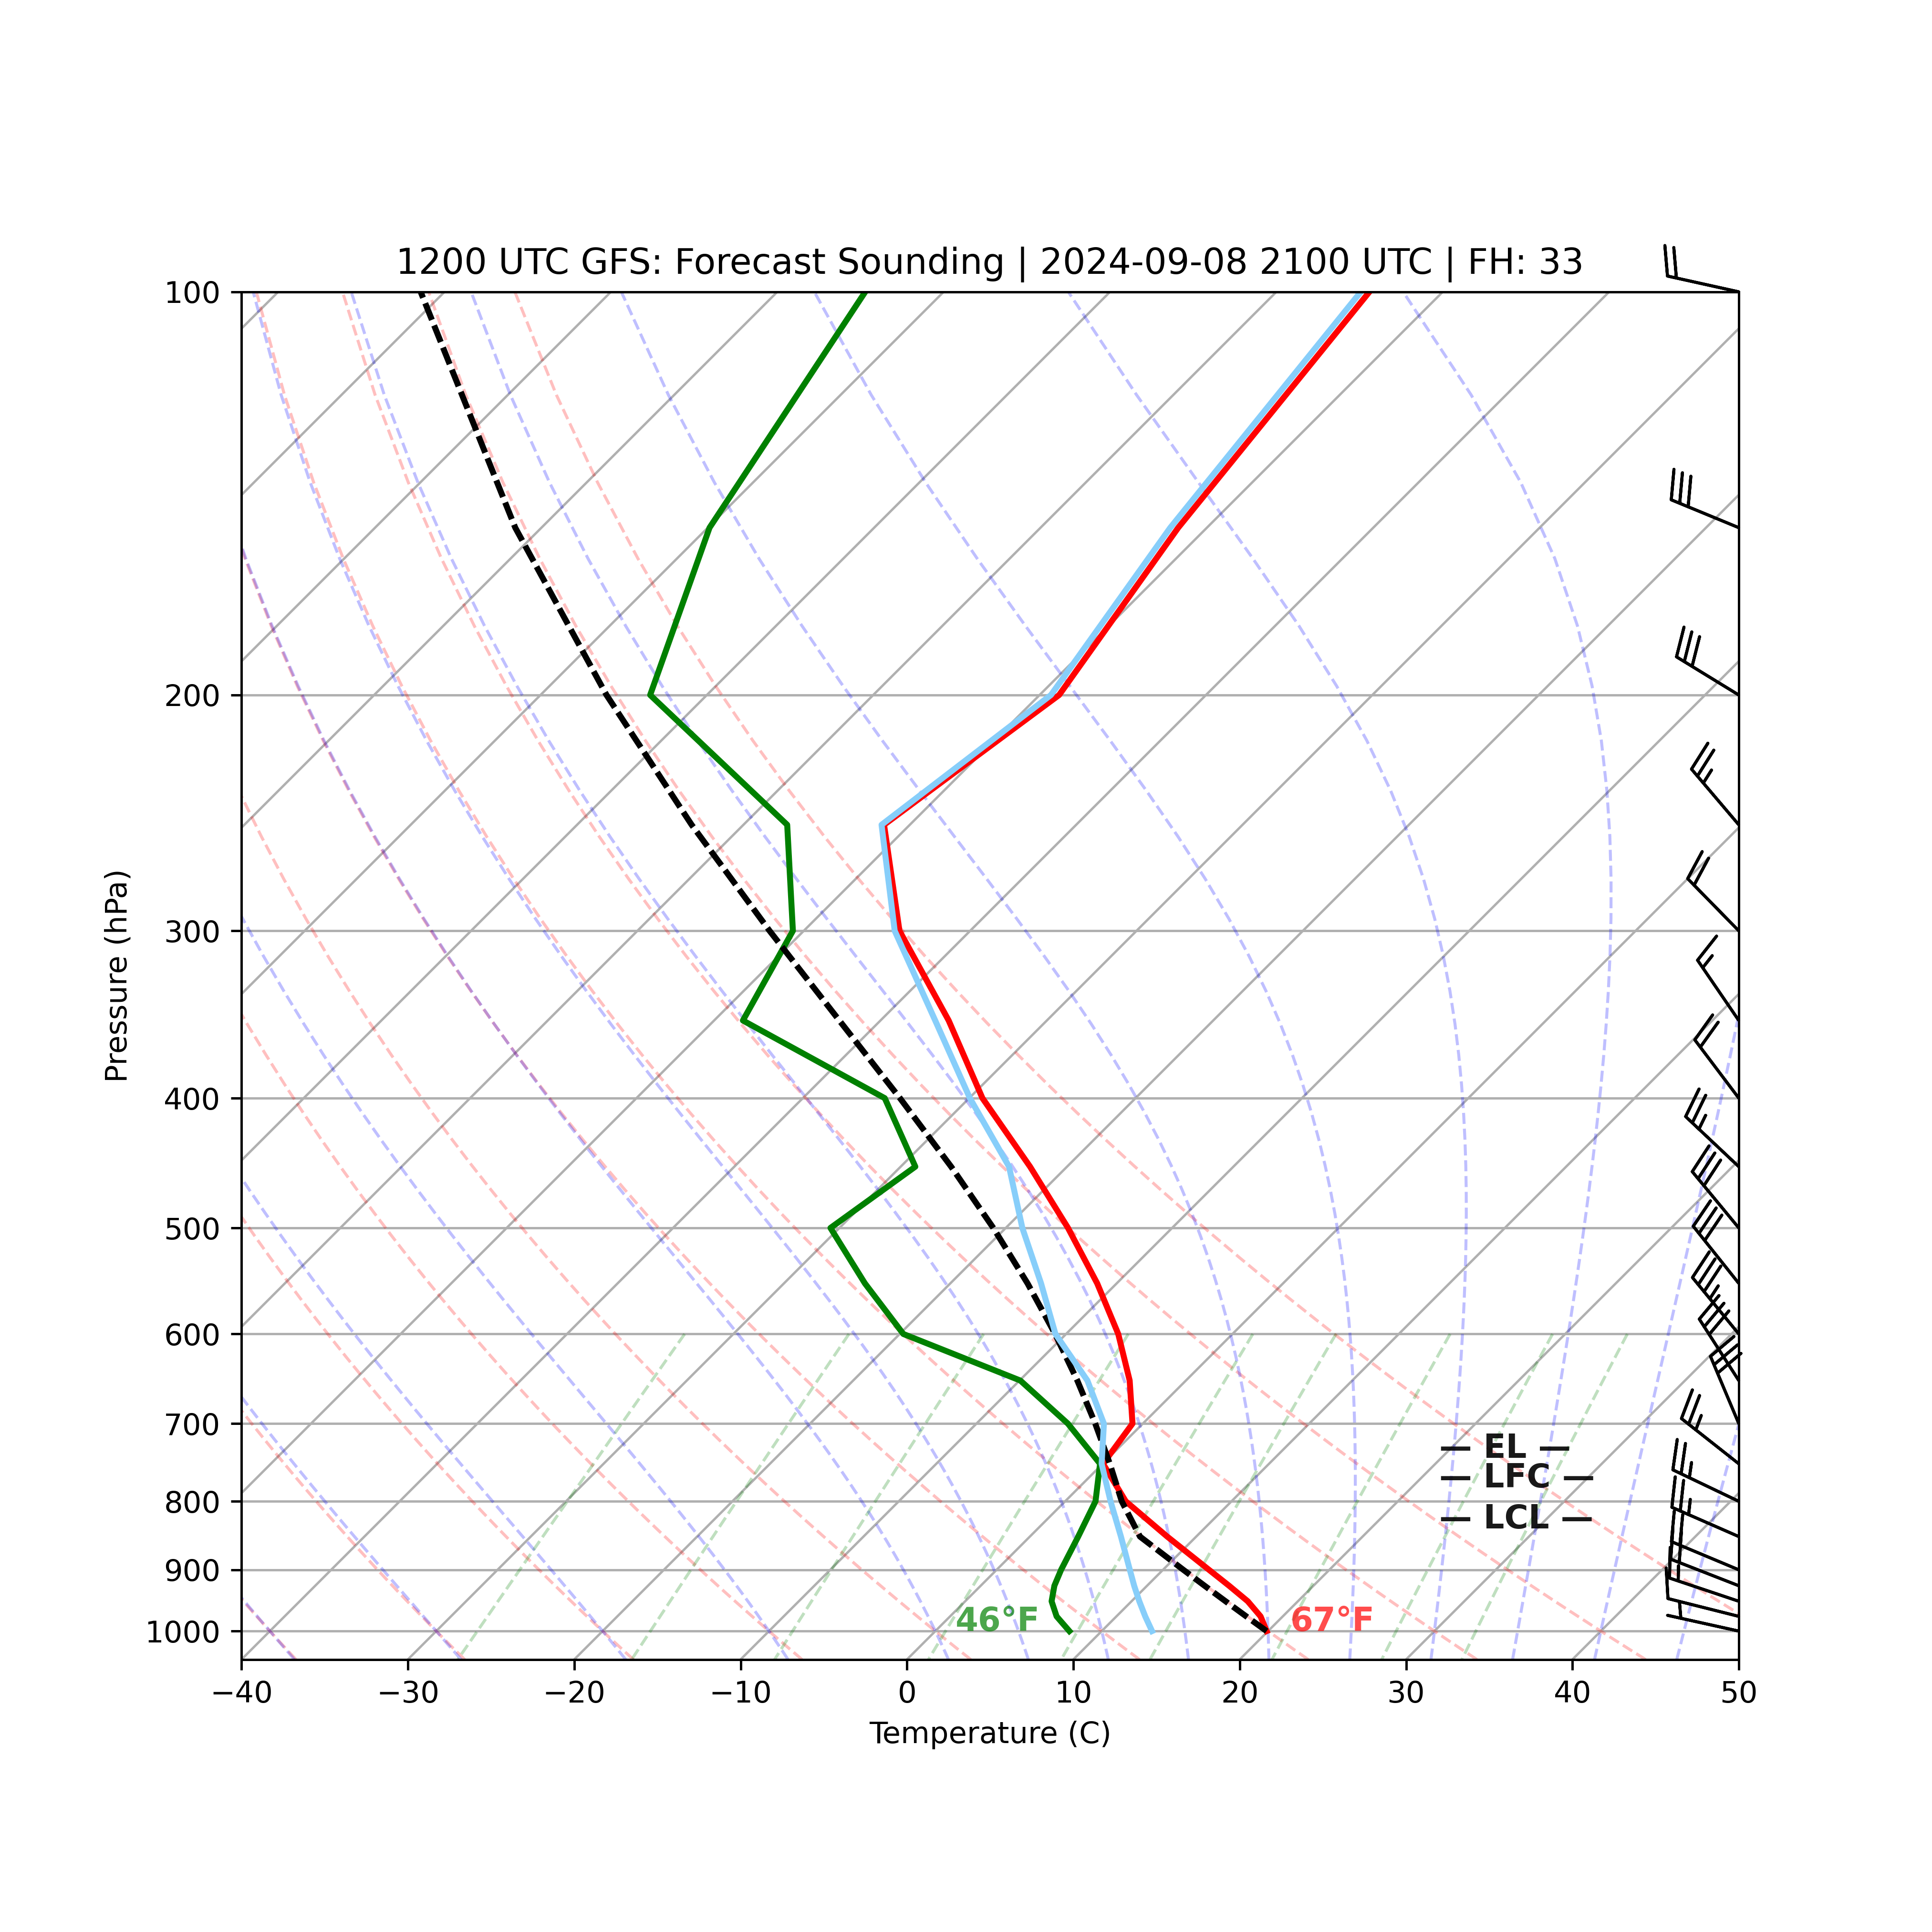 1200 UTC GFS: Forecast Sounding | 2024-09-08 2100 UTC | FH: 33
100
200
300
400
500
600
700
800
900
1000
Pressure (hPa)
— EL —
— LFC —
— LCL —
46°F
67°F
−40 −30 −20 −10 0 10 20 30 40 50
Temperature (C)